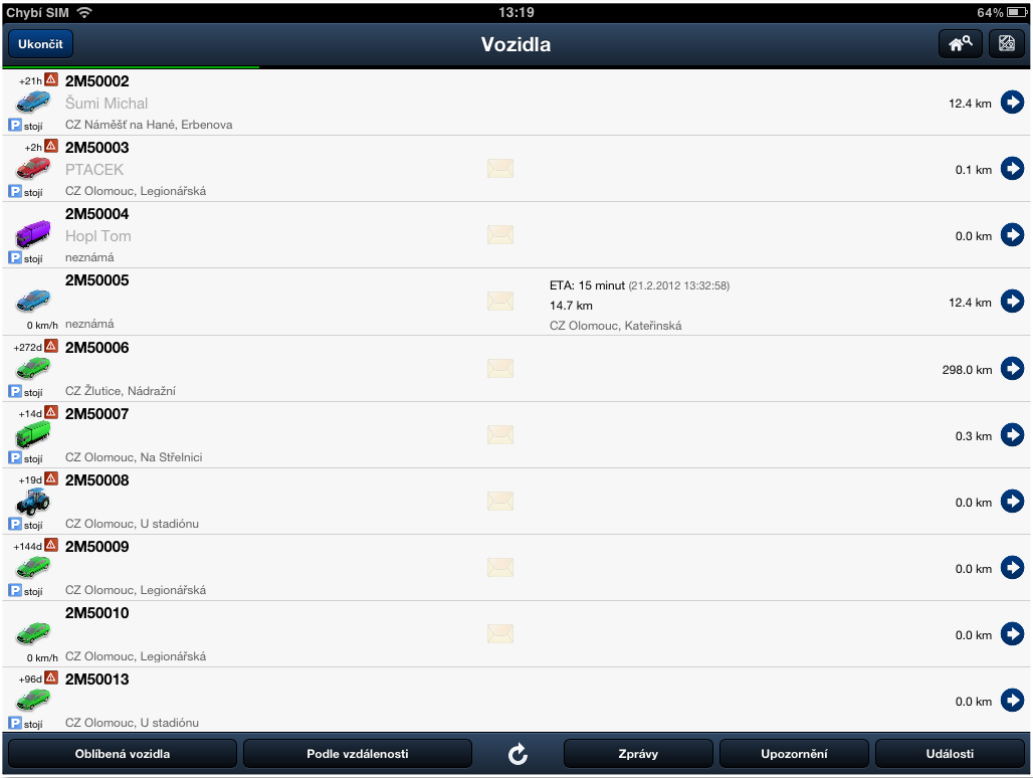 Chybí SIM 13:19 64%
Ukončit Vozidla
+21h 2M50002
Šumi Michal
12.4 km
P stojí CZ Náměšť na Hané, Erbenova
+2h 2M50003
PTACEK
0.1 km
P stojí CZ Olomouc, Legionářská
2M50004
Hopl Tom
0.0 km
P stojí neznámá
2M50005
ETA: 15 minut (21.2.2012 13:32:58)
14.7 km
12.4 km
0 km/h neznámá
CZ Olomouc, Kateřinská
+272d 2M50006
298.0 km
P stojí CZ Žlutice, Nádražní
+14d 2M50007
0.3 km
P stojí CZ Olomouc, Na Střelnici
+19d 2M50008
0.0 km
P stojí CZ Olomouc, U stadiónu
+144d 2M50009
0.0 km
P stojí CZ Olomouc, Legionářská
2M50010
0.0 km
0 km/h CZ Olomouc, Legionářská
+96d 2M50013
0.0 km
P stojí CZ Olomouc, U stadiónu
Oblíbená vozidla Podle vzdálenosti Zprávy Upozornění Události